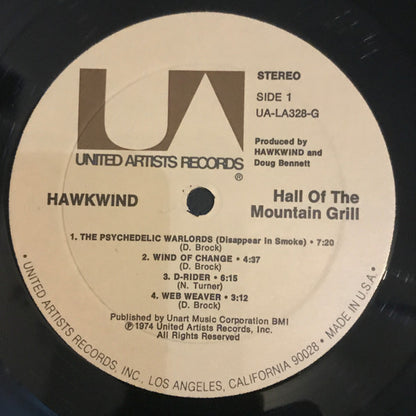 UA
UNITED ARTISTS RECORDS
®
STEREO
SIDE 1
UA-LA328-G
Produced by
HAWKWIND and
Doug Bennett
HAWKWIND
Hall Of The
Mountain Grill
1. THE PSYCHEDELIC WARLORDS (Disappear In Smoke) • 7:20
(D. Brock)
2. WIND OF CHANGE • 4:37
(D. Brock)
3. D-RIDER • 6:15
(N. Turner)
4. WEB WEAVER • 3:12
(D. Brock)
Published by Unart Music Corporation BMI
℗ 1974 United Artists Records, Inc.
All Rights Reserved
• UNITED ARTISTS RECORDS, INC., LOS ANGELES, CALIFORNIA 90028 • MADE IN U.S.A. •